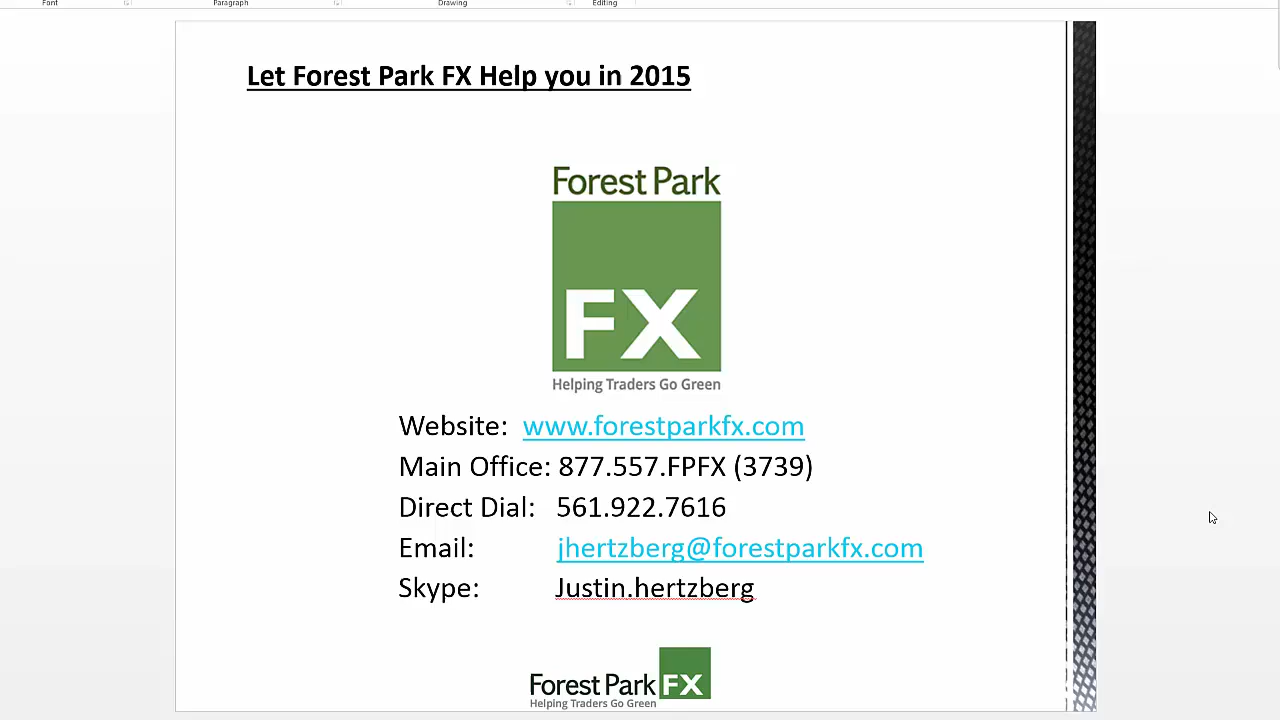 Font Paragraph Drawing Editing
Let Forest Park FX Help you in 2015
Forest Park
FX
Helping Traders Go Green
Website: www.forestparkfx.com
Main Office: 877.557.FPFX (3739)
Direct Dial: 561.922.7616
Email: jhertzberg@forestparkfx.com
Skype: Justin.hertzberg
Forest Park FX
Helping Traders Go Green